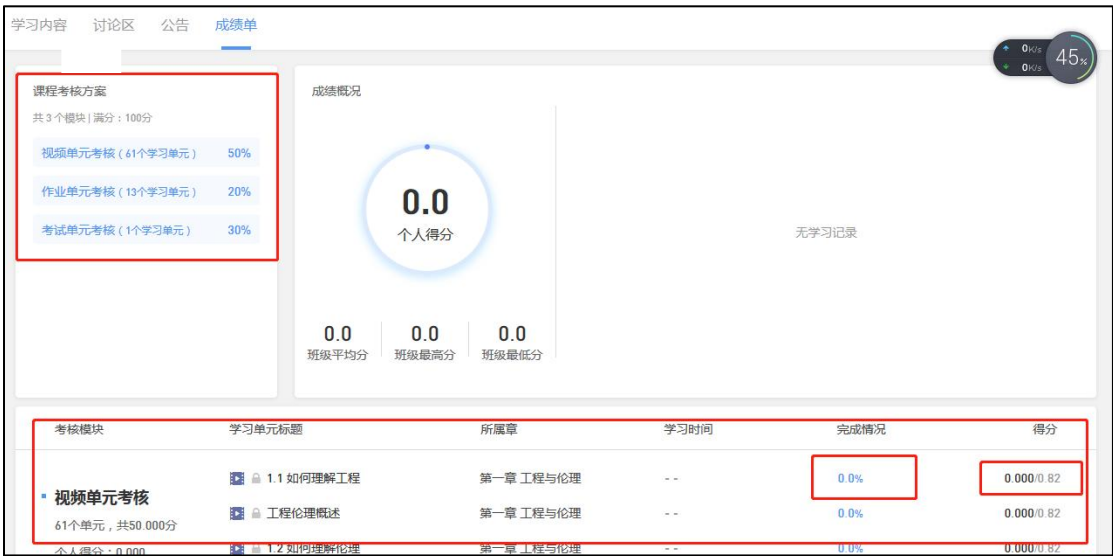 学习内容 讨论区 公告 成绩单
0K/s
0K/s
45%
课程考核方案
共3个模块|满分：100分
视频单元考核（61个学习单元） 50%
作业单元考核（13个学习单元） 20%
考试单元考核（1个学习单元） 30%
成绩概况
0.0
个人得分
0.0 0.0 0.0
班级平均分 班级最高分 班级最低分
无学习记录
考核模块 学习单元标题 所属章 学习时间 完成情况 得分
视频单元考核
61个单元，共50.000分
个人得分：0.000
1.1 如何理解工程 第一章 工程与伦理 - - 0.0% 0.000/0.82
工程伦理概述 第一章 工程与伦理 - - 0.0% 0.000/0.82
1.2 如何理解伦理 第一章 工程与伦理 - - 0.0% 0.000/0.82